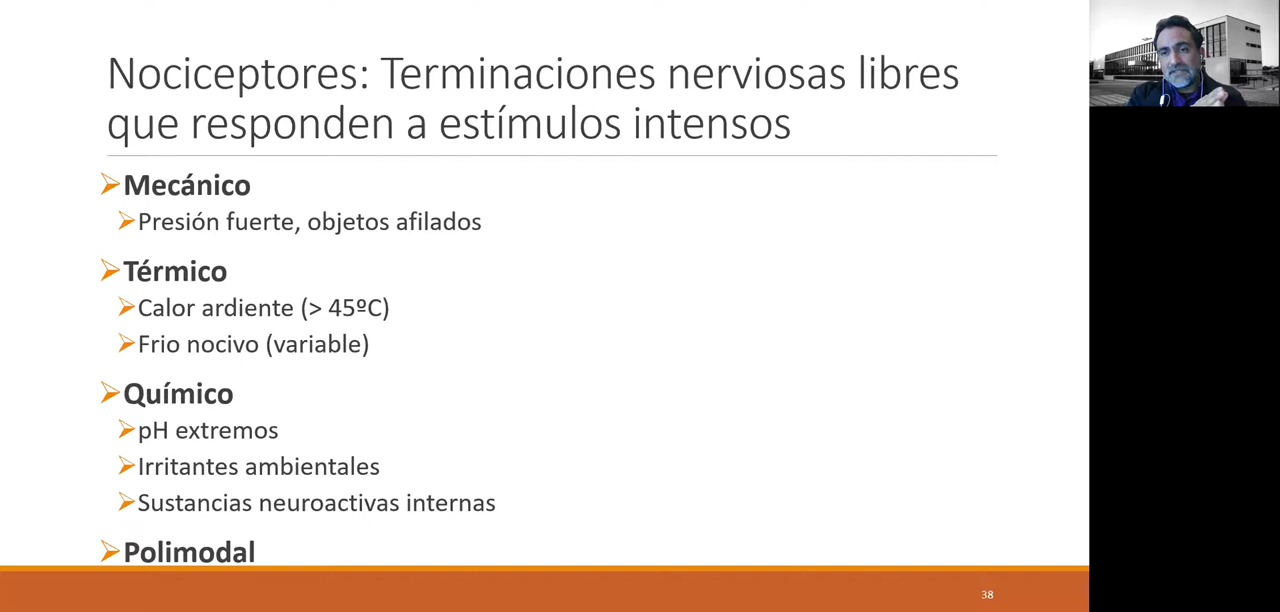 Nociceptores: Terminaciones nerviosas libres
que responden a estímulos intensos
Mecánico
Presión fuerte, objetos afilados
Térmico
Calor ardiente (> 45ºC)
Frio nocivo (variable)
Químico
pH extremos
Irritantes ambientales
Sustancias neuroactivas internas
Polimodal
38